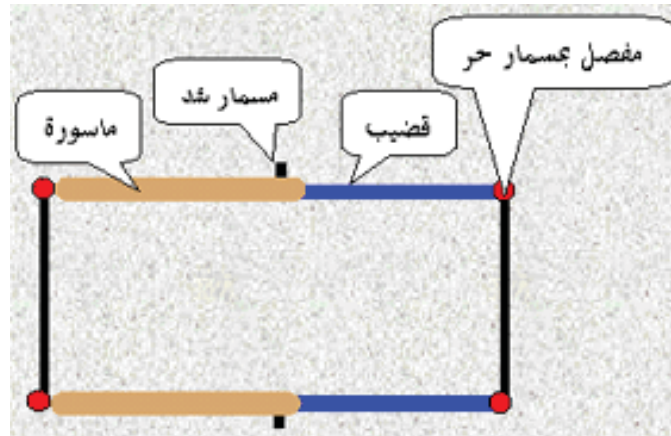 مفصل بمسمار حر
مسمار شد
قضيب
ماسورة